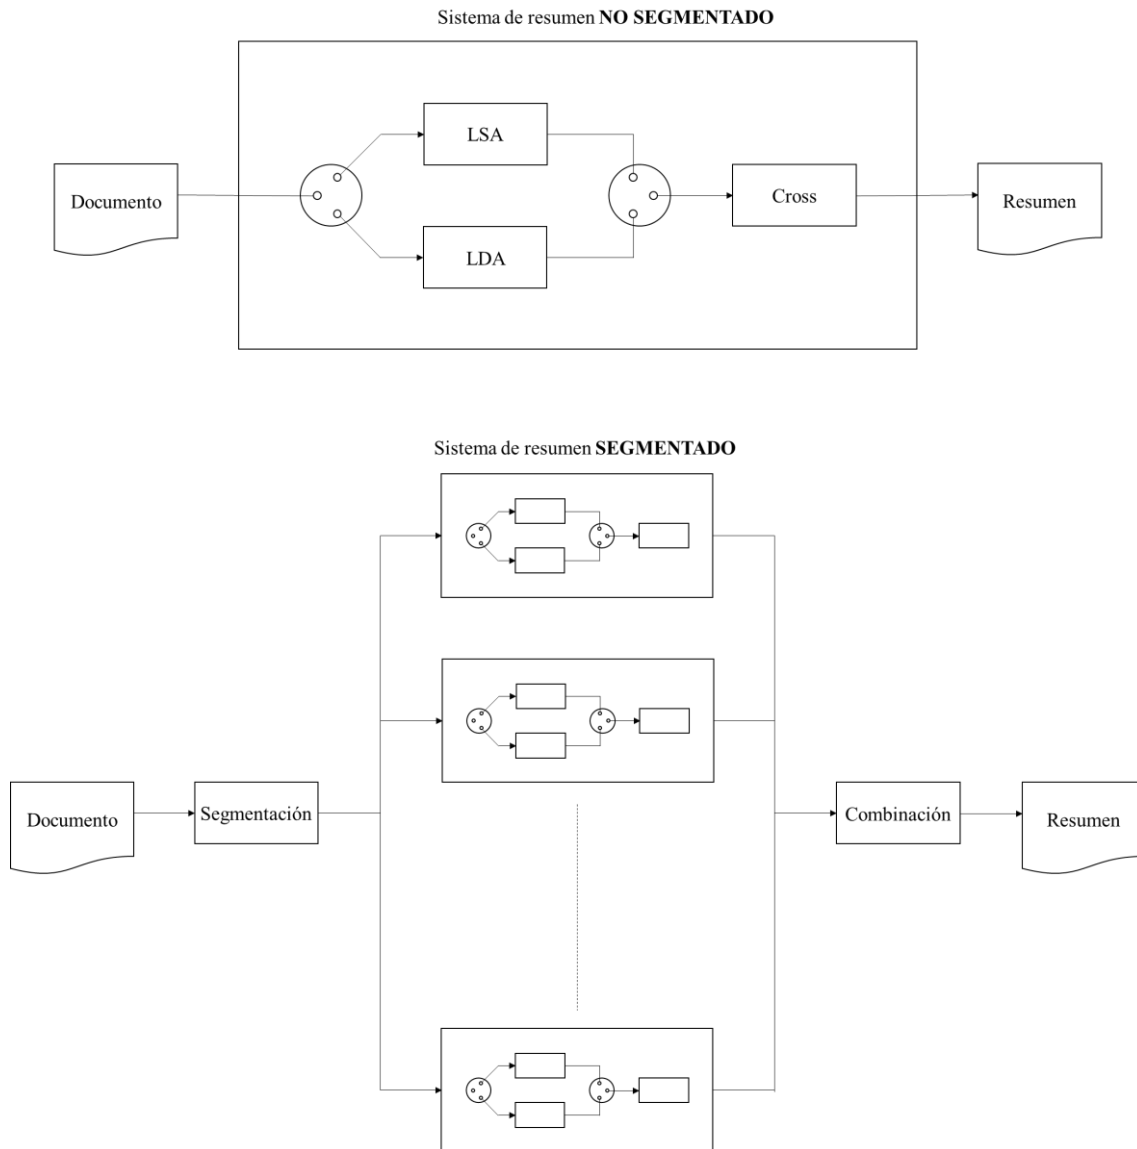 Sistema de resumen NO SEGMENTADO
LSA
Documento
Cross
Resumen
LDA
Sistema de resumen SEGMENTADO
Documento
Segmentación
Combinación
Resumen